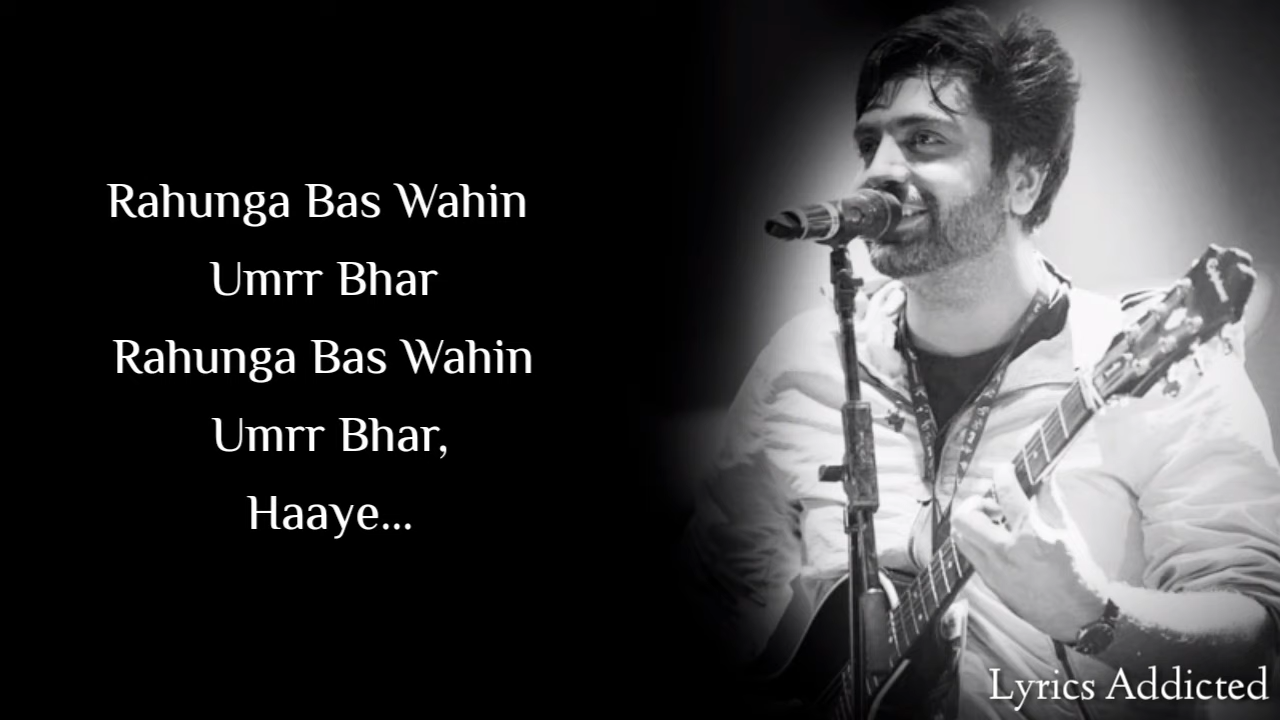 Rahunga Bas Wahin
Umrr Bhar
Rahunga Bas Wahin
Umrr Bhar,
Haaye...
Lyrics Addicted